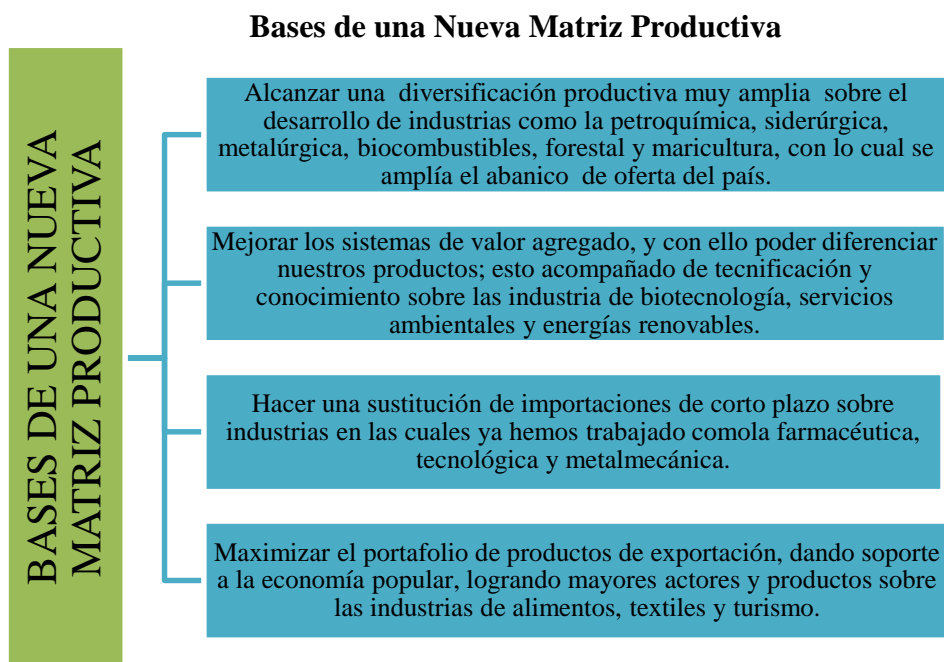 Bases de una Nueva Matriz Productiva
BASES DE UNA NUEVA
MATRIZ PRODUCTIVA
Alcanzar una diversificación productiva muy amplia sobre el
desarrollo de industrias como la petroquímica, siderúrgica,
metalúrgica, biocombustibles, forestal y maricultura, con lo cual se
amplía el abanico de oferta del país.
Mejorar los sistemas de valor agregado, y con ello poder diferenciar
nuestros productos; esto acompañado de tecnificación y
conocimiento sobre las industria de biotecnología, servicios
ambientales y energías renovables.
Hacer una sustitución de importaciones de corto plazo sobre
industrias en las cuales ya hemos trabajado comola farmacéutica,
tecnológica y metalmecánica.
Maximizar el portafolio de productos de exportación, dando soporte
a la economía popular, logrando mayores actores y productos sobre
las industrias de alimentos, textiles y turismo.